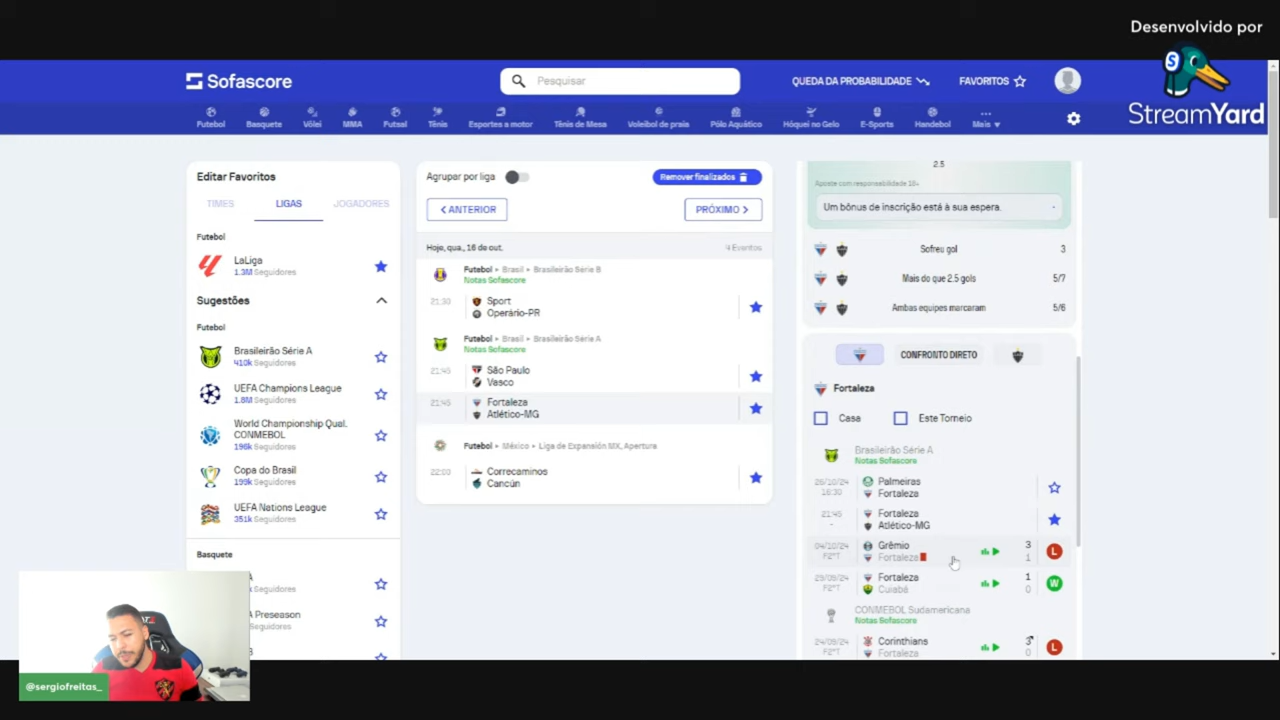 Desenvolvido por
StreamYard
Sofascore
Pesquisar
QUEDA DA PROBABILIDADE
FAVORITOS
Futebol
Basquete
Vôlei
MMA
Futsal
Tênis
Esportes a motor
Tênis de Mesa
Voleibol de praia
Pólo Aquático
Hóquei no Gelo
E-Sports
Handebol
Mais
Editar Favoritos
TIMES
LIGAS
JOGADORES
Futebol
LaLiga
1.3M Seguidores
Sugestões
Futebol
Brasileirão Série A
410k Seguidores
UEFA Champions League
1.8M Seguidores
World Championship Qual.
CONMEBOL
196k Seguidores
Copa do Brasil
199k Seguidores
UEFA Nations League
351k Seguidores
Basquete
A
Seguidores
A Preseason
Seguidores
B
Agrupar por liga
Remover finalizados
ANTERIOR
PRÓXIMO
Hoje, qua., 16 de out.
4 Eventos
Futebol Brasil Brasileirão Série B
Notas Sofascore
21:30
Sport
Operário-PR
Futebol Brasil Brasileirão Série A
Notas Sofascore
21:45
São Paulo
Vasco
21:45
Fortaleza
Atlético-MG
Futebol México Liga de Expansión MX, Apertura
22:00
Correcaminos
Cancún
2.5
Aposte com responsabilidade 18+
Um bônus de inscrição está à sua espera.
Sofreu gol 3
Mais do que 2.5 gols 5/7
Ambas equipes marcaram 5/6
CONFRONTO DIRETO
Fortaleza
Casa
Este Torneio
Brasileirão Série A
Notas Sofascore
26/10/24
16:30
Palmeiras
Fortaleza
21:45
-
Fortaleza
Atlético-MG
04/10/24
F2°T
Grêmio 3
Fortaleza 1
L
29/09/24
F2°T
Fortaleza 1
Cuiabá 0
W
CONMEBOL Sudamericana
Notas Sofascore
24/09/24
F2°T
Corinthians 3
Fortaleza 0
L
@sergiofreitas_